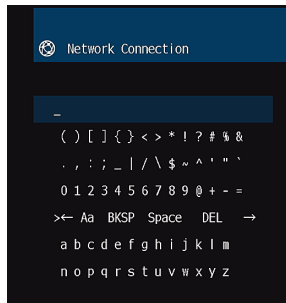 Network Connection
_
( ) [ ] { } < > * ! ? # % &
. , : ; _ | / \ $ ~ ^ ' " `
0 1 2 3 4 5 6 7 8 9 @ + - =
>← Aa BKSP Space DEL →
a b c d e f g h i j k l m
n o p q r s t u v w x y z